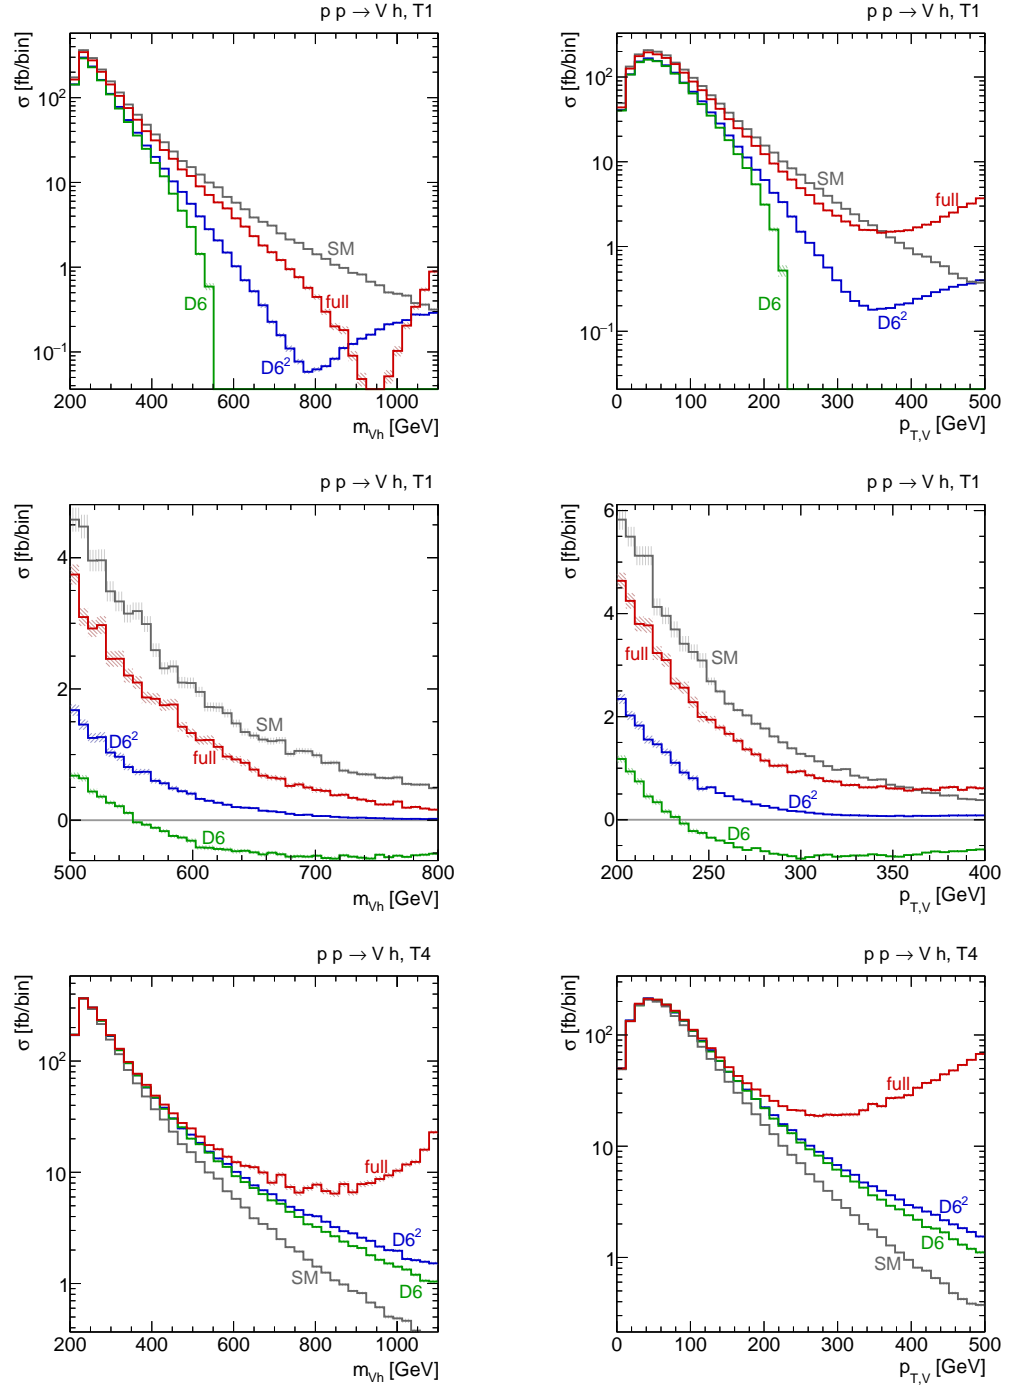 p p → V h, T1
σ [fb/bin]
10²
10
1
10⁻¹
SM
full
D6
D6²
200 400 600 800 1000
m_Vh [GeV]
p p → V h, T1
σ [fb/bin]
10²
10
1
10⁻¹
SM
full
D6
D6²
0 100 200 300 400 500
p_T,V [GeV]
p p → V h, T1
σ [fb/bin]
4
2
0
SM
full
D6²
D6
500 600 700 800
m_Vh [GeV]
p p → V h, T1
σ [fb/bin]
6
4
2
0
SM
full
D6²
D6
200 250 300 350 400
p_T,V [GeV]
p p → V h, T4
σ [fb/bin]
10²
10
1
full
D6²
SM
D6
200 400 600 800 1000
m_Vh [GeV]
p p → V h, T4
σ [fb/bin]
10²
10
1
full
D6²
D6
SM
0 100 200 300 400 500
p_T,V [GeV]